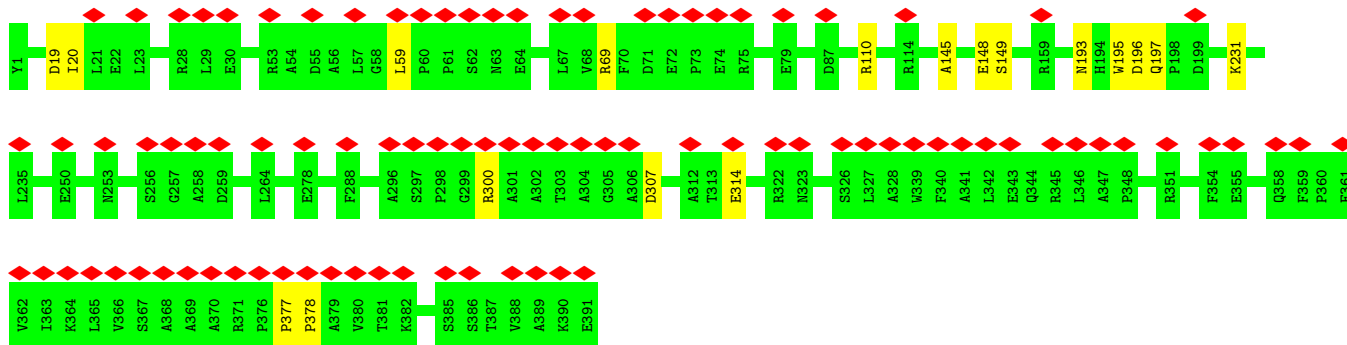 Y1 D19 I20 L21 E22 L23 R28 L29 E30 R53 A54 D55 A56 L57 G58 L59 P60 P61 S62 N63 E64 L67 V68 R69 F70 D71 E72 P73 E74 R75 E79 D87 R110 R114 A145 E148 S149 R159 N193 H194 W195 D196 Q197 P198 D199 K231
L235 E250 N253 S256 G257 A258 D259 L264 E278 F288 A296 S297 P298 G299 R300 A301 A302 T303 A304 G305 A306 D307 A312 T313 E314 R322 N323 S326 L327 A328 W339 F340 A341 L342 E343 Q344 R345 L346 A347 P348 R351 F354 E355 Q358 F359 P360
V362 I363 K364 L365 V366 S367 A368 A369 A370 R371 P376 P377 P378 A379 V380 T381 K382 S385 S386 T387 V388 A389 K390 E391